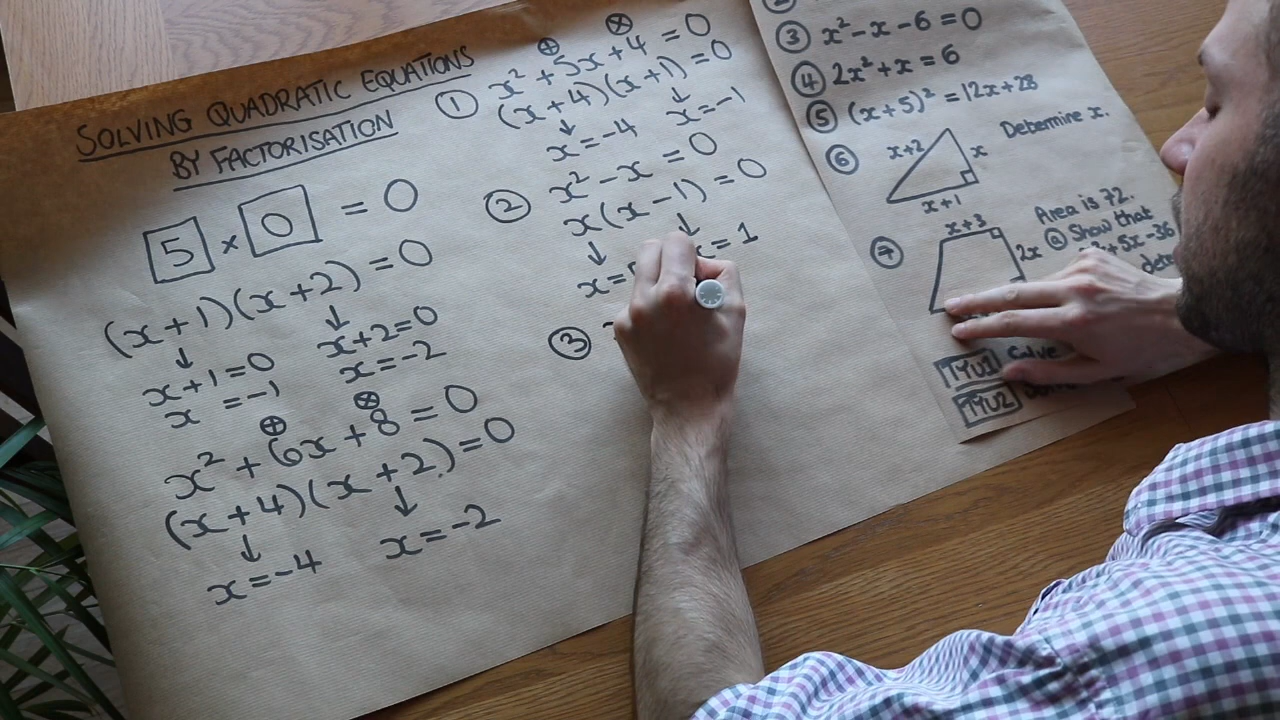 SOLVING QUADRATIC EQUATIONS
BY FACTORISATION
5 × 0 = 0
(x+1)(x+2) = 0
↓ ↓
x+1=0 x+2=0
x =-1 x=-2
⊕ ⊗
x² + 6x + 8 = 0
(x+4)(x+2)=0
↓ ↓
x=-4 x=-2
⊕ ⊗
① x² + 5x + 4 = 0
(x+4)(x+1)=0
↓ ↓
x=-4 x=-1
② x² - x = 0
x(x-1)=0
↓ ↓
x= x=1
③
③ x² - x - 6 = 0
④ 2x² + x = 6
⑤ (x+5)² = 12x+28
⑥ x+2 x x+1 Determine x.
⑦ x+3 2x Area is 72.
ⓐ Show that
+5x-36
TYU1 Solve
TYU2